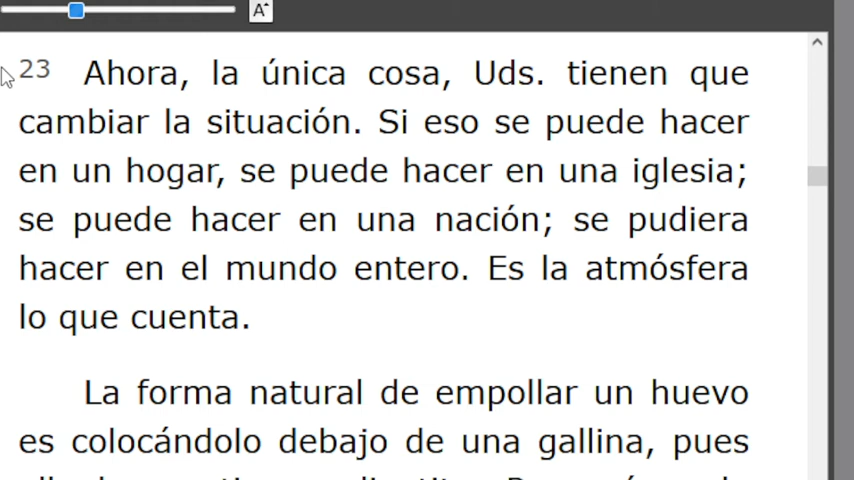 A
23 Ahora, la única cosa, Uds. tienen que
cambiar la situación. Si eso se puede hacer
en un hogar, se puede hacer en una iglesia;
se puede hacer en una nación; se pudiera
hacer en el mundo entero. Es la atmósfera
lo que cuenta.
La forma natural de empollar un huevo
es colocándolo debajo de una gallina, pues